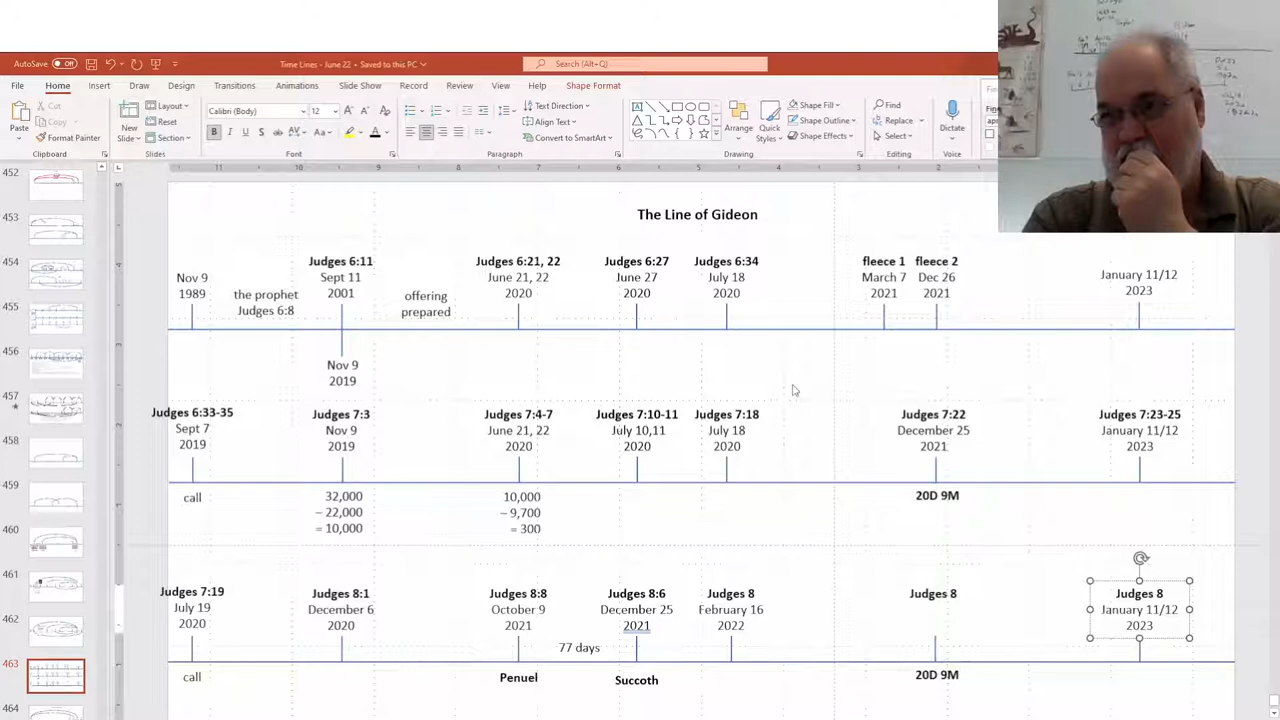 AutoSave Off
Time Lines - June 22 - Saved to this PC
Search (Alt+Q)
File Home Insert Draw Design Transitions Animations Slide Show Record Review View Help Shape Format
Paste
Cut
Copy
Format Painter
Clipboard
New Slide
Layout
Reset
Section
Slides
Calibri (Body) 12
B I U S
Font
Paragraph
Text Direction
Align Text
Convert to SmartArt
Arrange
Quick Styles
Shape Fill
Shape Outline
Shape Effects
Drawing
Find
Replace
Select
Editing
Dictate
Voice
452
453
454
455
456
457
458
459
460
461
462
463
464
11 10 9 8 7 6 5 4 3 2
The Line of Gideon
Nov 9
1989
the prophet
Judges 6:8
Judges 6:11
Sept 11
2001
offering
prepared
Judges 6:21, 22
June 21, 22
2020
Judges 6:27
June 27
2020
Judges 6:34
July 18
2020
fleece 1
March 7
2021
fleece 2
Dec 26
2021
January 11/12
2023
Nov 9
2019
Judges 6:33-35
Sept 7
2019
call
Judges 7:3
Nov 9
2019
32,000
– 22,000
= 10,000
Judges 7:4-7
June 21, 22
2020
10,000
– 9,700
= 300
Judges 7:10-11
July 10,11
2020
Judges 7:18
July 18
2020
Judges 7:22
December 25
2021
20D 9M
Judges 7:23-25
January 11/12
2023
Judges 7:19
July 19
2020
call
Judges 8:1
December 6
2020
Judges 8:8
October 9
2021
Penuel
77 days
Judges 8:6
December 25
2021
Succoth
Judges 8
February 16
2022
Judges 8
20D 9M
Judges 8
January 11/12
2023